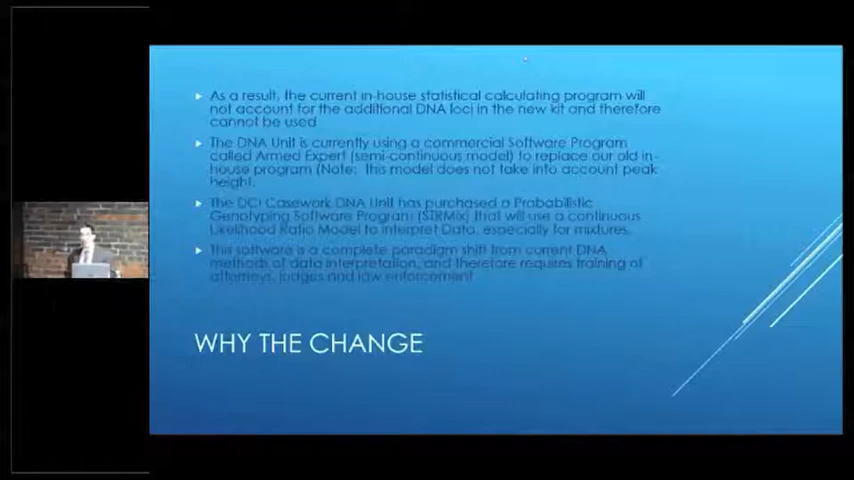 As a result, the current in-house statistical calculating program will
not account for the additional DNA loci in the new kit and therefore
cannot be used
The DNA Unit is currently using a commercial Software Program
called Armed Expert (semi-continuous model) to replace our old in-
house program (Note: this model does not take into account peak
height.
The DCI Casework DNA Unit has purchased a Probabilistic
Genotyping Software Program (STRMix) that will use a continuous
Likelihood Ratio Model to Interpret Data, especially for mixtures.
This software is a complete paradigm shift from current DNA
methods of data interpretation, and therefore requires training of
attorneys, judges and law enforcement
WHY THE CHANGE